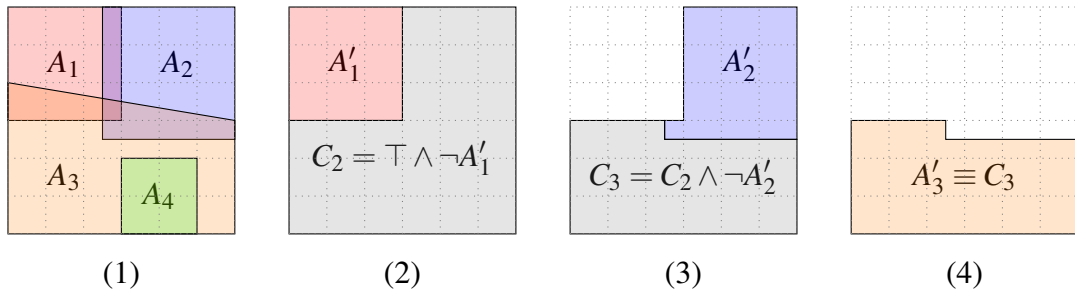 A₁ A₂ A′₁ A′₂
C₂ = ⊤ ∧ ¬A′₁
A₃ A₄ C₃ = C₂ ∧ ¬A′₂ A′₃ ≡ C₃
(1) (2) (3) (4)